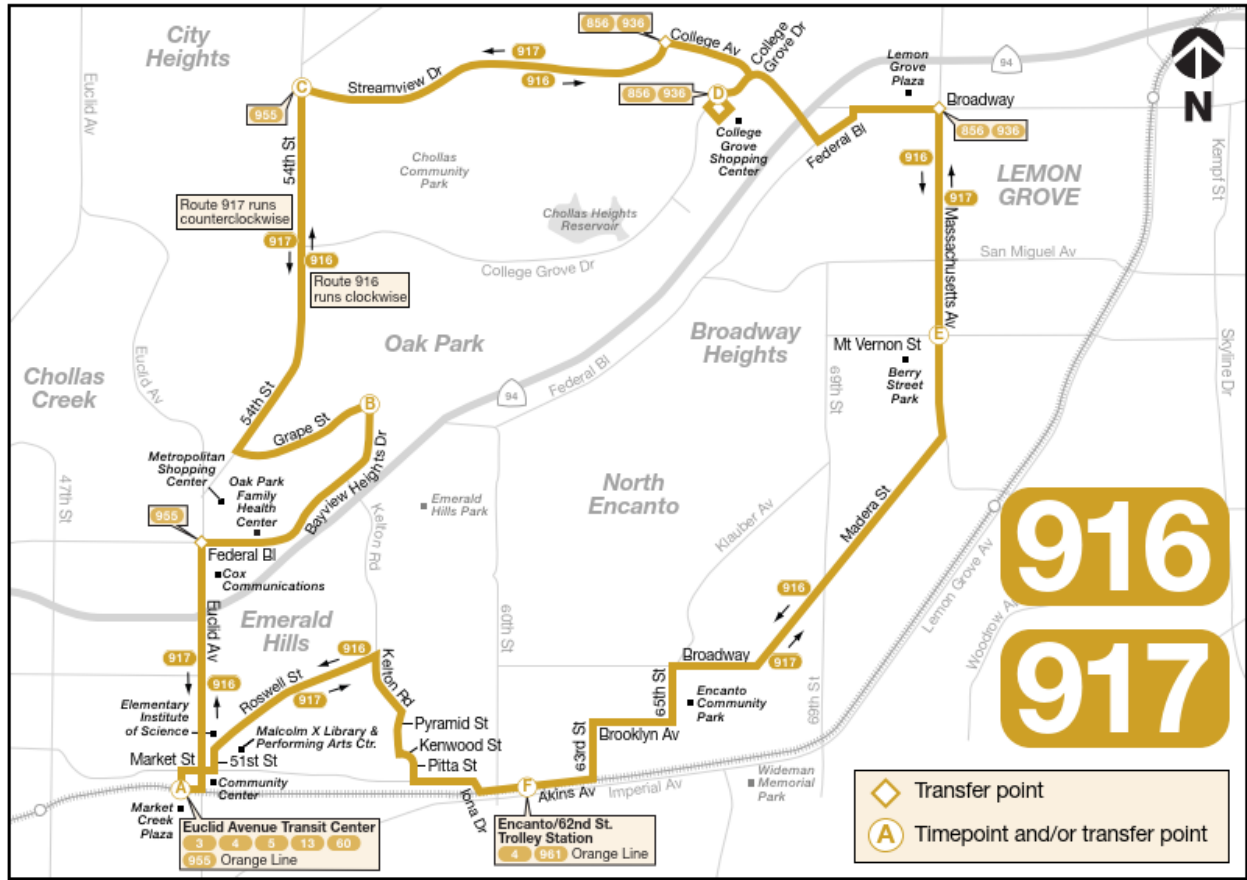 City
Heights
856 936
College Av
College
Grove Dr
917
916
Streamview Dr
Euclid Av
C
955
856 936
D
College
Grove
Shopping
Center
Lemon
Grove
Plaza
94
N
Broadway
856 936
Federal Bl
LEMON
GROVE
Kempf St
54th St
Chollas
Community
Park
Chollas Heights
Reservoir
916
917
Massachusetts Av
San Miguel Av
Route 917 runs
counterclockwise
917
916
Route 916
runs clockwise
College Grove Dr
Oak Park
Broadway
Heights
Mt Vernon St
E
Berry
Street
Park
69th St
Skyline Dr
Euclid Av
Chollas
Creek
54th St
Grape St
B
94
Federal Bl
Metropolitan
Shopping
Center
Oak Park
Family
Health
Center
Bayview Heights Dr
47th St
955
Federal Bl
Cox
Communications
Emerald
Hills Park
Kelton Rd
North
Encanto
Klauber Av
Madera St
916
917
Lemon Grove Av
Woodrow Av
916
917
Euclid Av
Emerald
Hills
60th St
917
916
Roswell St
916
917
Kelton Rd
Broadway
65th St
Encanto
Community
Park
69th St
Elementary
Institute
of Science
Malcolm X Library &
Performing Arts Ctr.
Pyramid St
Kenwood St
Pitta St
63rd St
Brooklyn Av
Market St
51st St
Community
Center
A
Market
Creek
Plaza
Iona Dr
F
Akins Av
Imperial Av
Wideman
Memorial
Park
Euclid Avenue Transit Center
3 4 5 13 60
955 Orange Line
Encanto/62nd St.
Trolley Station
4 961 Orange Line
Transfer point
A Timepoint and/or transfer point